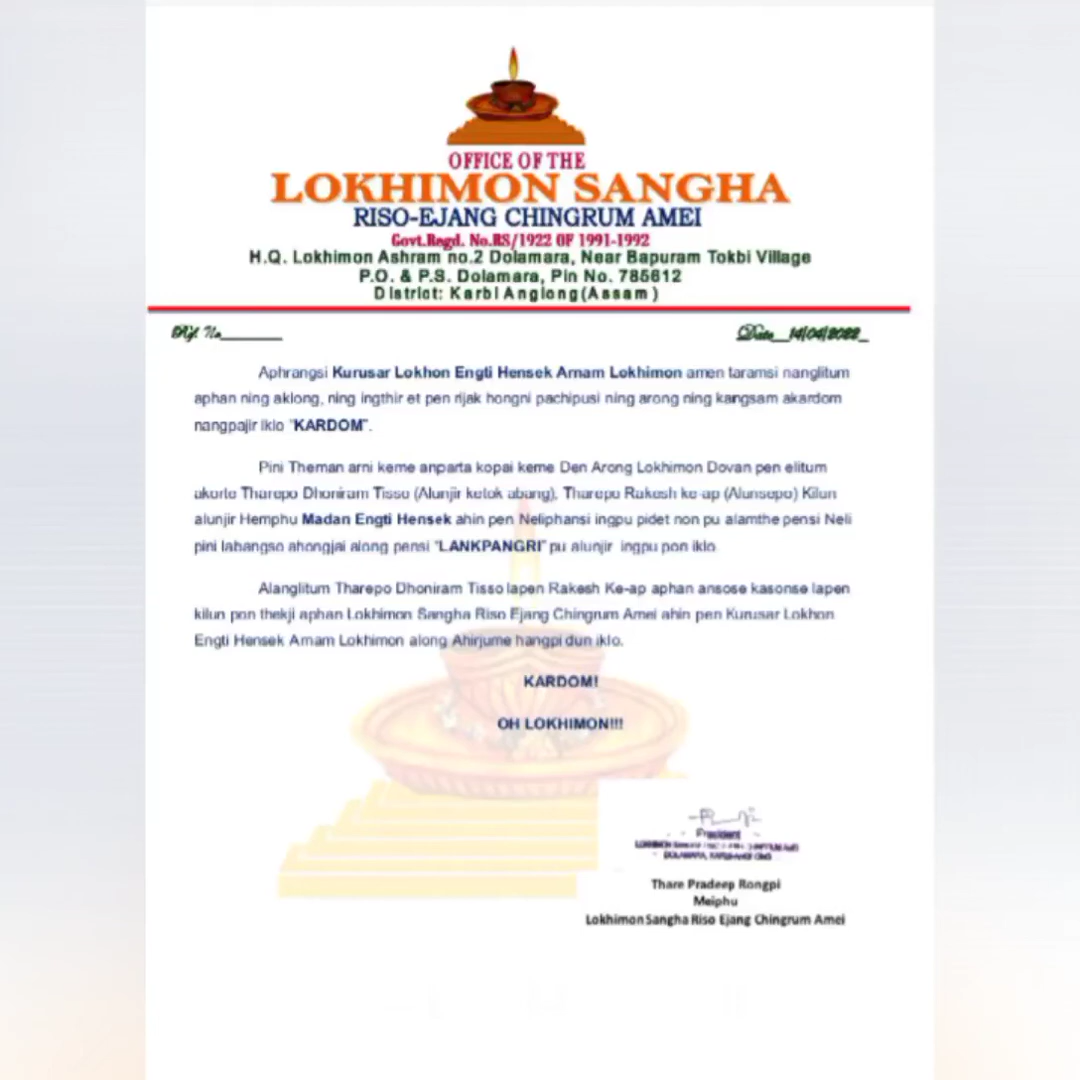 OFFICE OF THE
LOKHIMON SANGHA
RISO-EJANG CHINGRUM AMEI
Govt.Regd. No.RS/1922 OF 1991-1992
H.Q. Lokhimon Ashram no.2 Dolamara, Near Bapuram Tokbi Village
P.O. & P.S. Dolamara, Pin No. 785612
District: Karbi Anglong(Assam)
Ref. No________ Date__14/04/2022_
Aphrangsi Kurusar Lokhon Engti Hensek Amam Lokhimon amen taramsi nanglitum
aphan ning aklong, ning ingthir et pen rijak hongni pachipusi ning arong ning kangsam akardom
nangpajir iklo "KARDOM".
Pini Theman arni keme anparta kopai keme Den Arong Lokhimon Dovan pen elitum
akorte Tharepo Dhoniram Tisso (Alunjir ketok abang), Tharepo Rakesh ke-ap (Alunsepo) Kilun
alunjir Hemphu Madan Engti Hensek ahin pen Neliphansi ingpu pidet non pu alamthe pensi Neli
pini labangso ahongjai along pensi "LANKPANGRI" pu alunjir ingpu pon iklo
Alanglitum Tharepo Dhoniram Tisso lapen Rakesh Ke-ap aphan ansose kasonse lapen
kilun pon thekji aphan Lokhimon Sangha Riso Ejang Chingrum Amei ahin pen Kurusar Lokhon
Engti Hensek Amam Lokhimon along Ahirjume hangpi dun iklo.
KARDOM!
OH LOKHIMON!!!
President
Thare Pradeep Rongpi
Meiphu
Lokhimon Sangha Riso Ejang Chingrum Amei